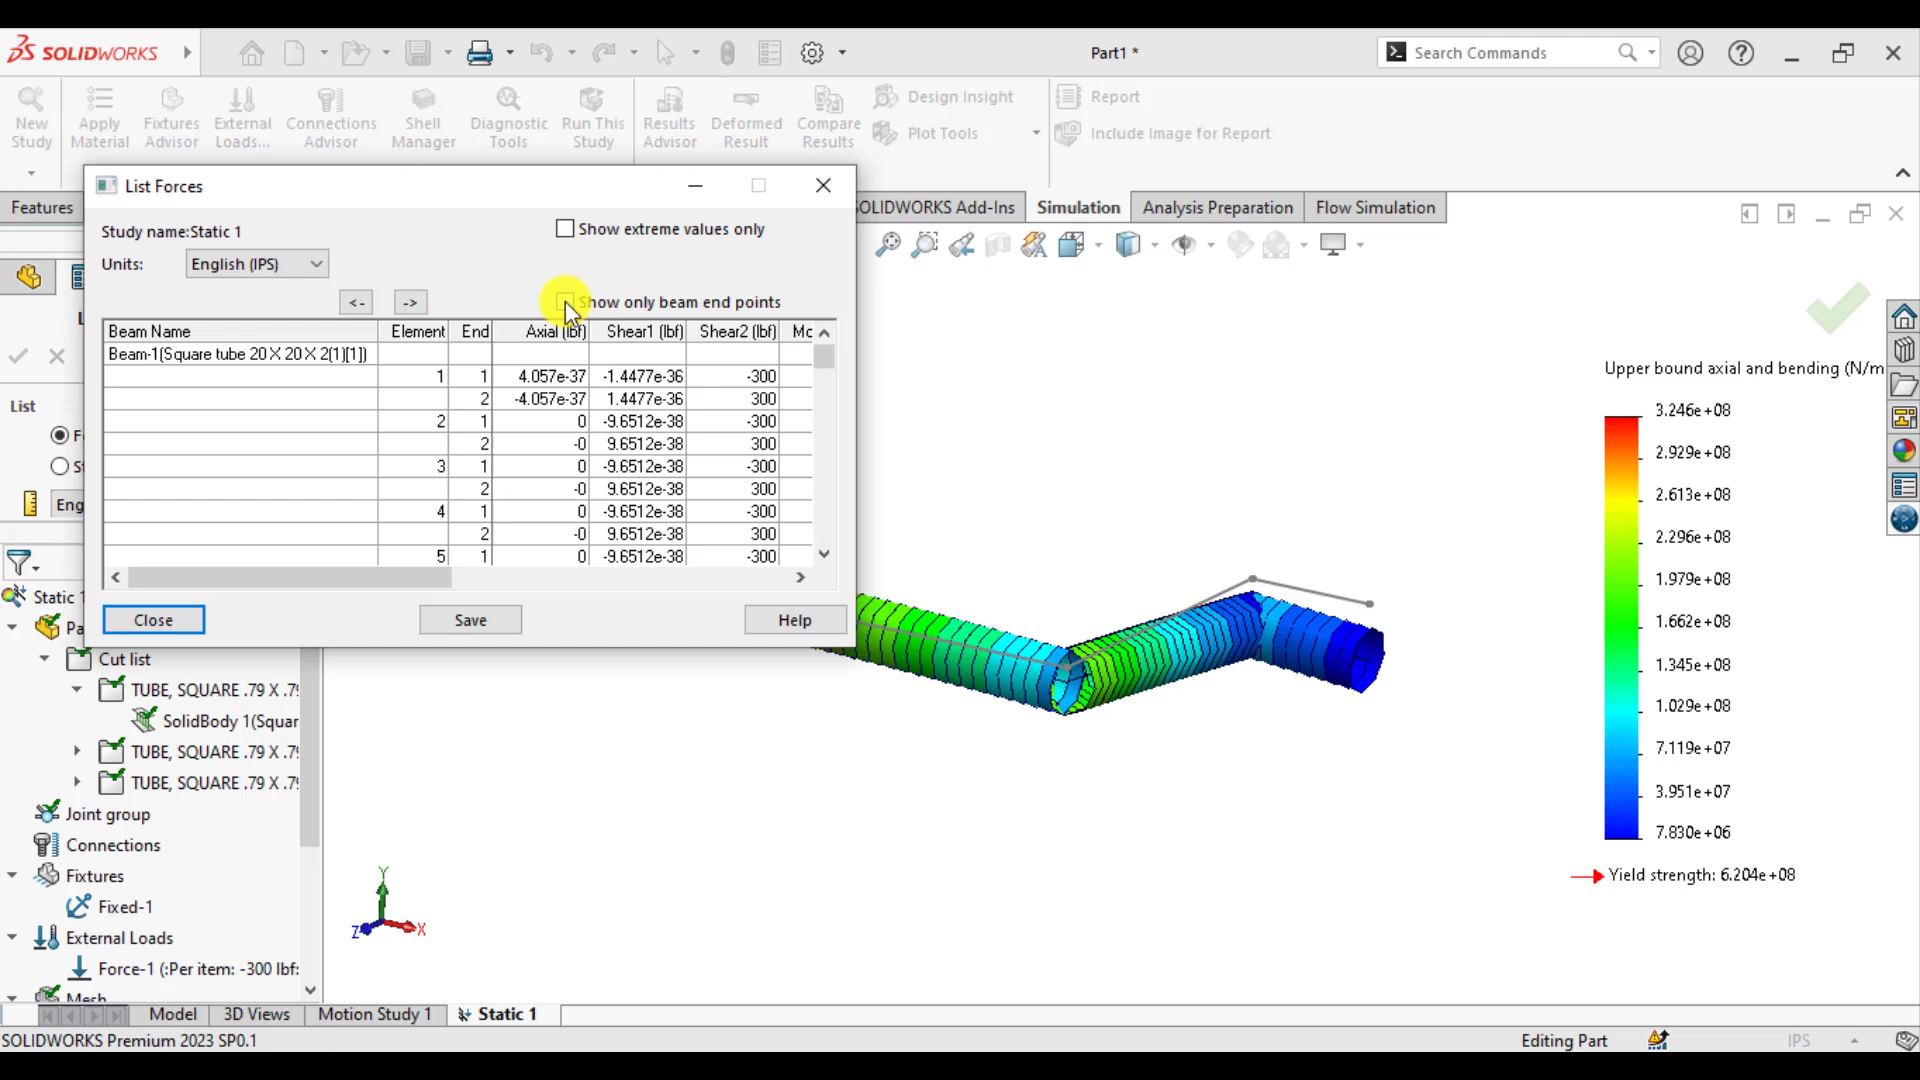 SOLIDWORKS
Part1 *
Search Commands
New Study
Apply Material
Fixtures Advisor
External Loads...
Connections Advisor
Shell Manager
Diagnostic Tools
Run This Study
Results Advisor
Deformed Result
Compare Results
Design Insight
Plot Tools
Report
Include Image for Report
Features
SOLIDWORKS Add-Ins
Simulation
Analysis Preparation
Flow Simulation
List Forces
Study name:Static 1
Show extreme values only
Units:
English (IPS)
<-
->
Show only beam end points
Beam Name Element End Axial (lbf) Shear1 (lbf) Shear2 (lbf)
Beam-1(Square tube 20 X 20 X 2(1)[1])
1 1 4.057e-37 -1.4477e-36 -300
2 -4.057e-37 1.4477e-36 300
2 1 0 -9.6512e-38 -300
2 -0 9.6512e-38 300
3 1 0 -9.6512e-38 -300
2 -0 9.6512e-38 300
4 1 0 -9.6512e-38 -300
2 -0 9.6512e-38 300
5 1 0 -9.6512e-38 -300
Close
Save
Help
List
Eng
Static 1
Cut list
TUBE, SQUARE .79 X .79
SolidBody 1(Squar
TUBE, SQUARE .79 X .79
TUBE, SQUARE .79 X .79
Joint group
Connections
Fixtures
Fixed-1
External Loads
Force-1 (:Per item: -300 lbf:
Mesh
Upper bound axial and bending (N/m
3.246e+08
2.929e+08
2.613e+08
2.296e+08
1.979e+08
1.662e+08
1.345e+08
1.029e+08
7.119e+07
3.951e+07
7.830e+06
Yield strength: 6.204e+08
Y
Z
X
Model
3D Views
Motion Study 1
Static 1
SOLIDWORKS Premium 2023 SP0.1
Editing Part
IPS